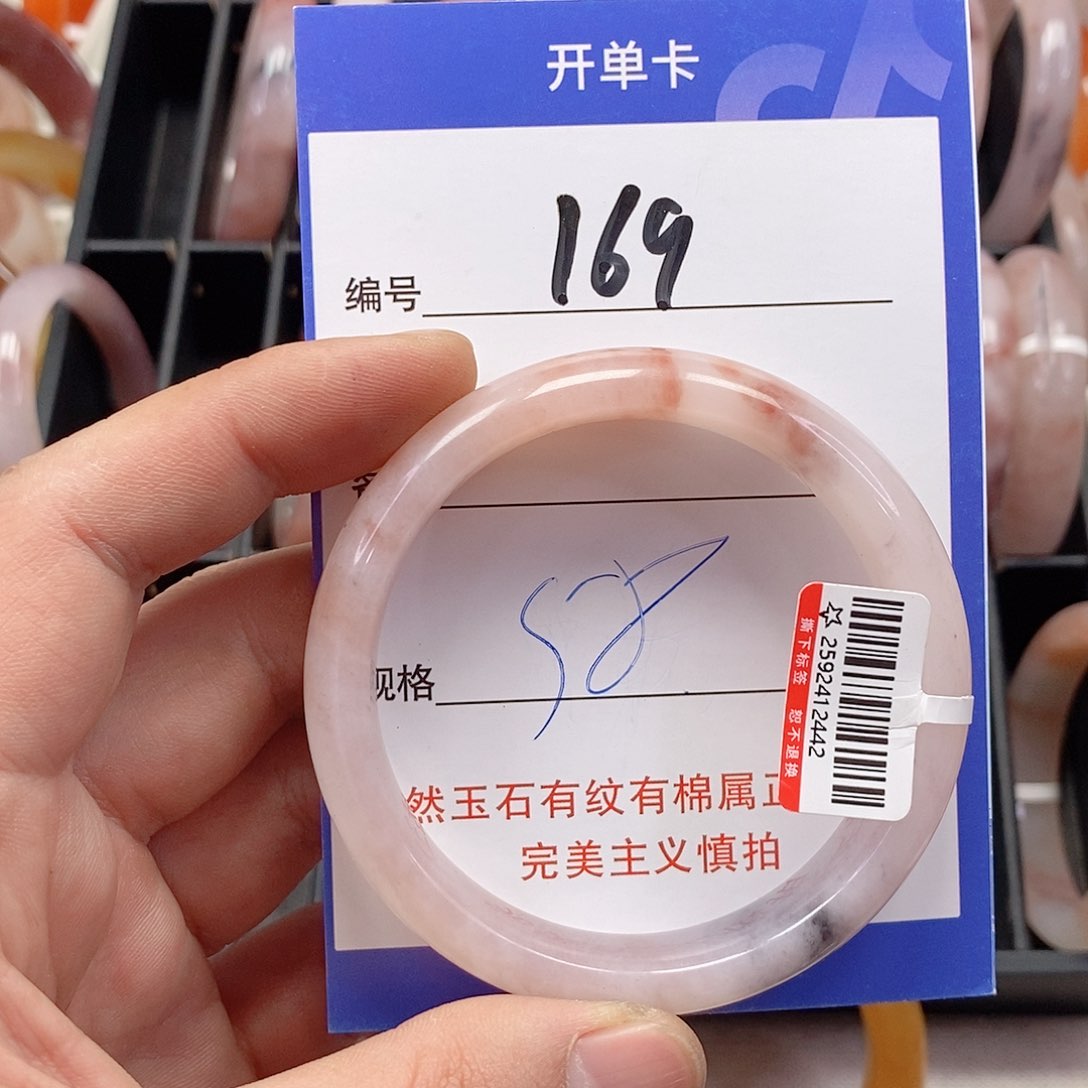 开单卡
编号 169
规格 58
☆ 2592412442
撕下标签 恕不退换
然玉石有纹有棉属正
完美主义慎拍